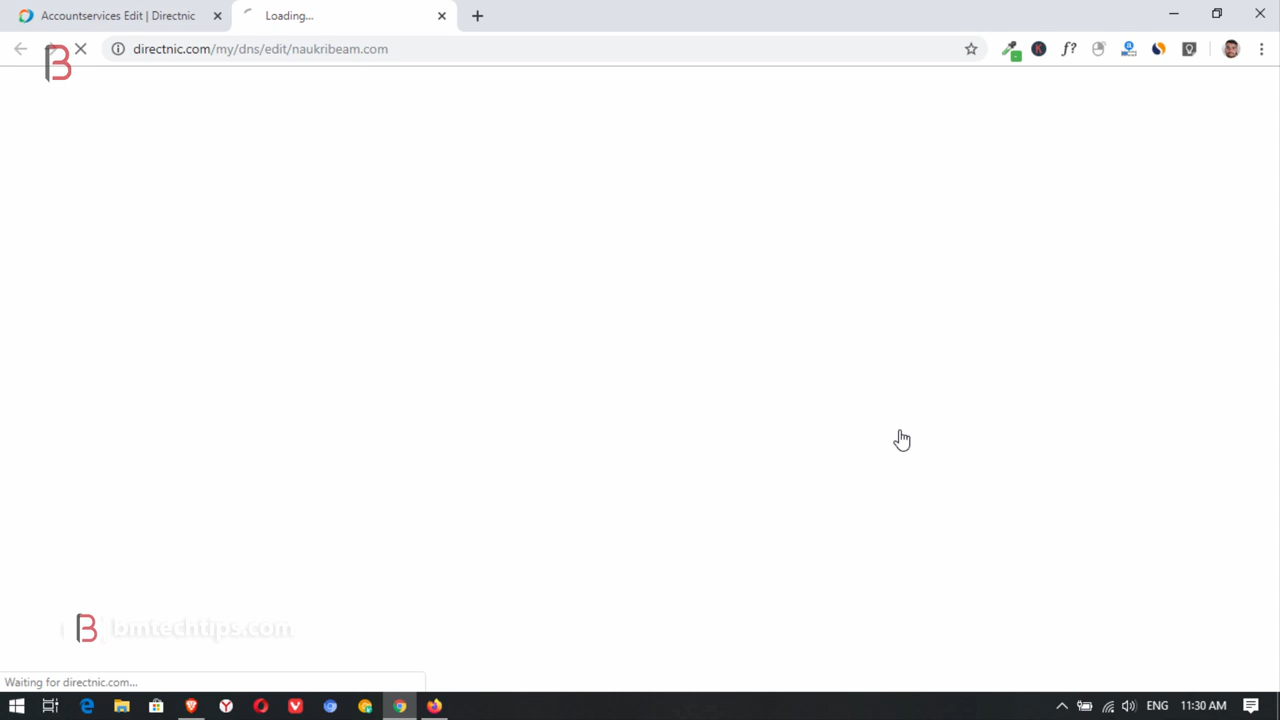 Accountservices Edit | Directnic
Loading...
directnic.com/my/dns/edit/naukribeam.com
f?
bmtechtips.com
Waiting for directnic.com...
ENG
11:30 AM